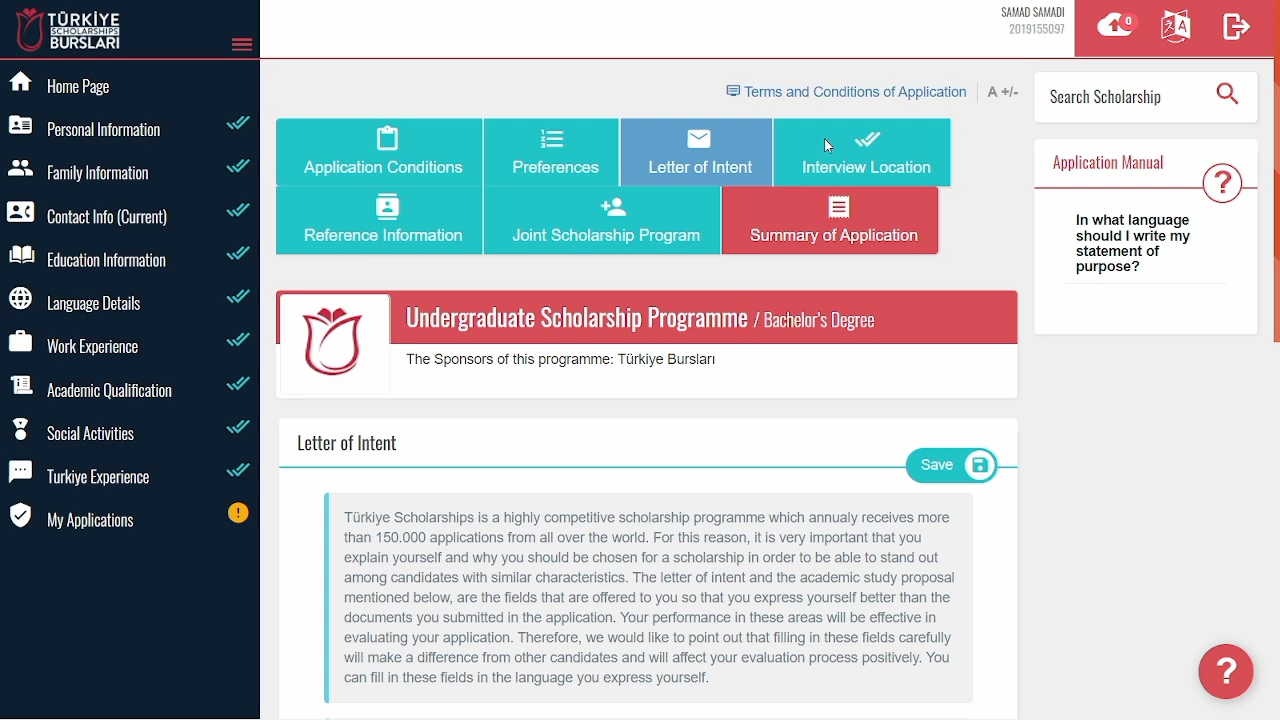 TÜRKİYE
SCHOLARSHIPS
BURSLARI
Home Page
Personal Information
Family Information
Contact Info (Current)
Education Information
Language Details
Work Experience
Academic Qualification
Social Activities
Turkiye Experience
My Applications
SAMAD SAMADI
2019155097
0
Terms and Conditions of Application
A +/-
Application Conditions
Preferences
Letter of Intent
Interview Location
Reference Information
Joint Scholarship Program
Summary of Application
Undergraduate Scholarship Programme / Bachelor's Degree
The Sponsors of this programme: Türkiye Bursları
Letter of Intent
Save
Türkiye Scholarships is a highly competitive scholarship programme which annualy receives more
than 150.000 applications from all over the world. For this reason, it is very important that you
explain yourself and why you should be chosen for a scholarship in order to be able to stand out
among candidates with similar characteristics. The letter of intent and the academic study proposal
mentioned below, are the fields that are offered to you so that you express yourself better than the
documents you submitted in the application. Your performance in these areas will be effective in
evaluating your application. Therefore, we would like to point out that filling in these fields carefully
will make a difference from other candidates and will affect your evaluation process positively. You
can fill in these fields in the language you express yourself.
Search Scholarship
Application Manual
?
In what language
should I write my
statement of
purpose?
?